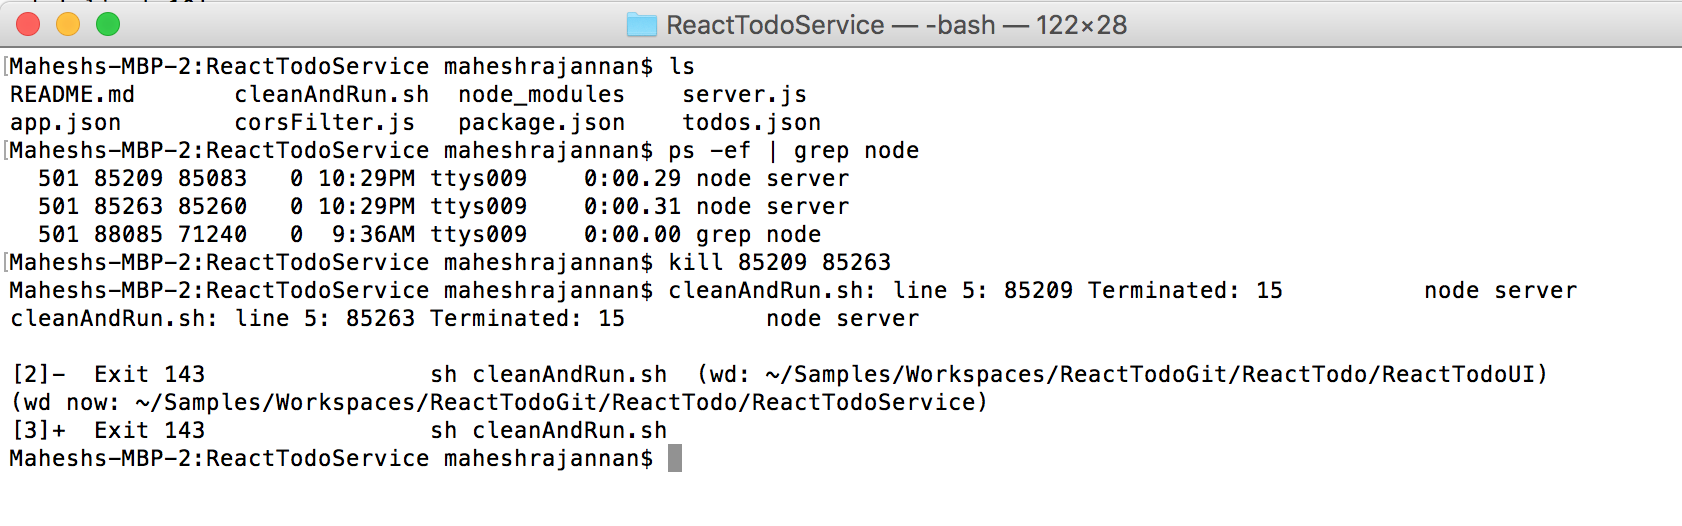 ReactTodoService — -bash — 122×28
[Maheshs-MBP-2:ReactTodoService maheshrajannan$ ls
README.md       cleanAndRun.sh  node_modules    server.js
app.json        corsFilter.js   package.json    todos.json
[Maheshs-MBP-2:ReactTodoService maheshrajannan$ ps -ef | grep node
  501 85209 85083   0 10:29PM ttys009    0:00.29 node server
  501 85263 85260   0 10:29PM ttys009    0:00.31 node server
  501 88085 71240   0  9:36AM ttys009    0:00.00 grep node
[Maheshs-MBP-2:ReactTodoService maheshrajannan$ kill 85209 85263
Maheshs-MBP-2:ReactTodoService maheshrajannan$ cleanAndRun.sh: line 5: 85209 Terminated: 15          node server
cleanAndRun.sh: line 5: 85263 Terminated: 15          node server
[2]-  Exit 143                sh cleanAndRun.sh  (wd: ~/Samples/Workspaces/ReactTodoGit/ReactTodo/ReactTodoUI)
(wd now: ~/Samples/Workspaces/ReactTodoGit/ReactTodo/ReactTodoService)
[3]+  Exit 143                sh cleanAndRun.sh
Maheshs-MBP-2:ReactTodoService maheshrajannan$